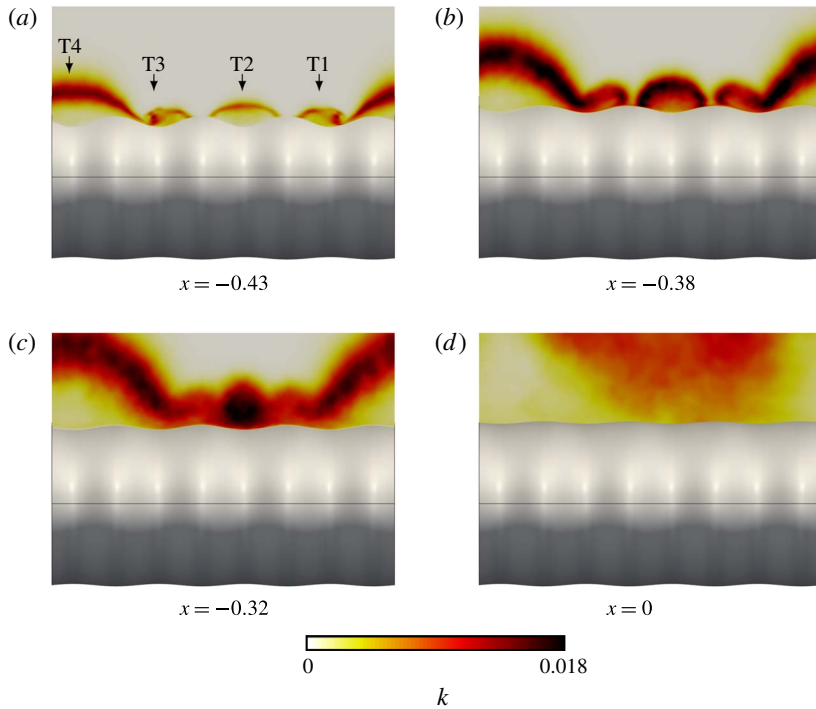 (a)
T4
T3
T2
T1
x = −0.43
(b)
x = −0.38
(c)
x = −0.32
(d)
x = 0
0
0.018
k